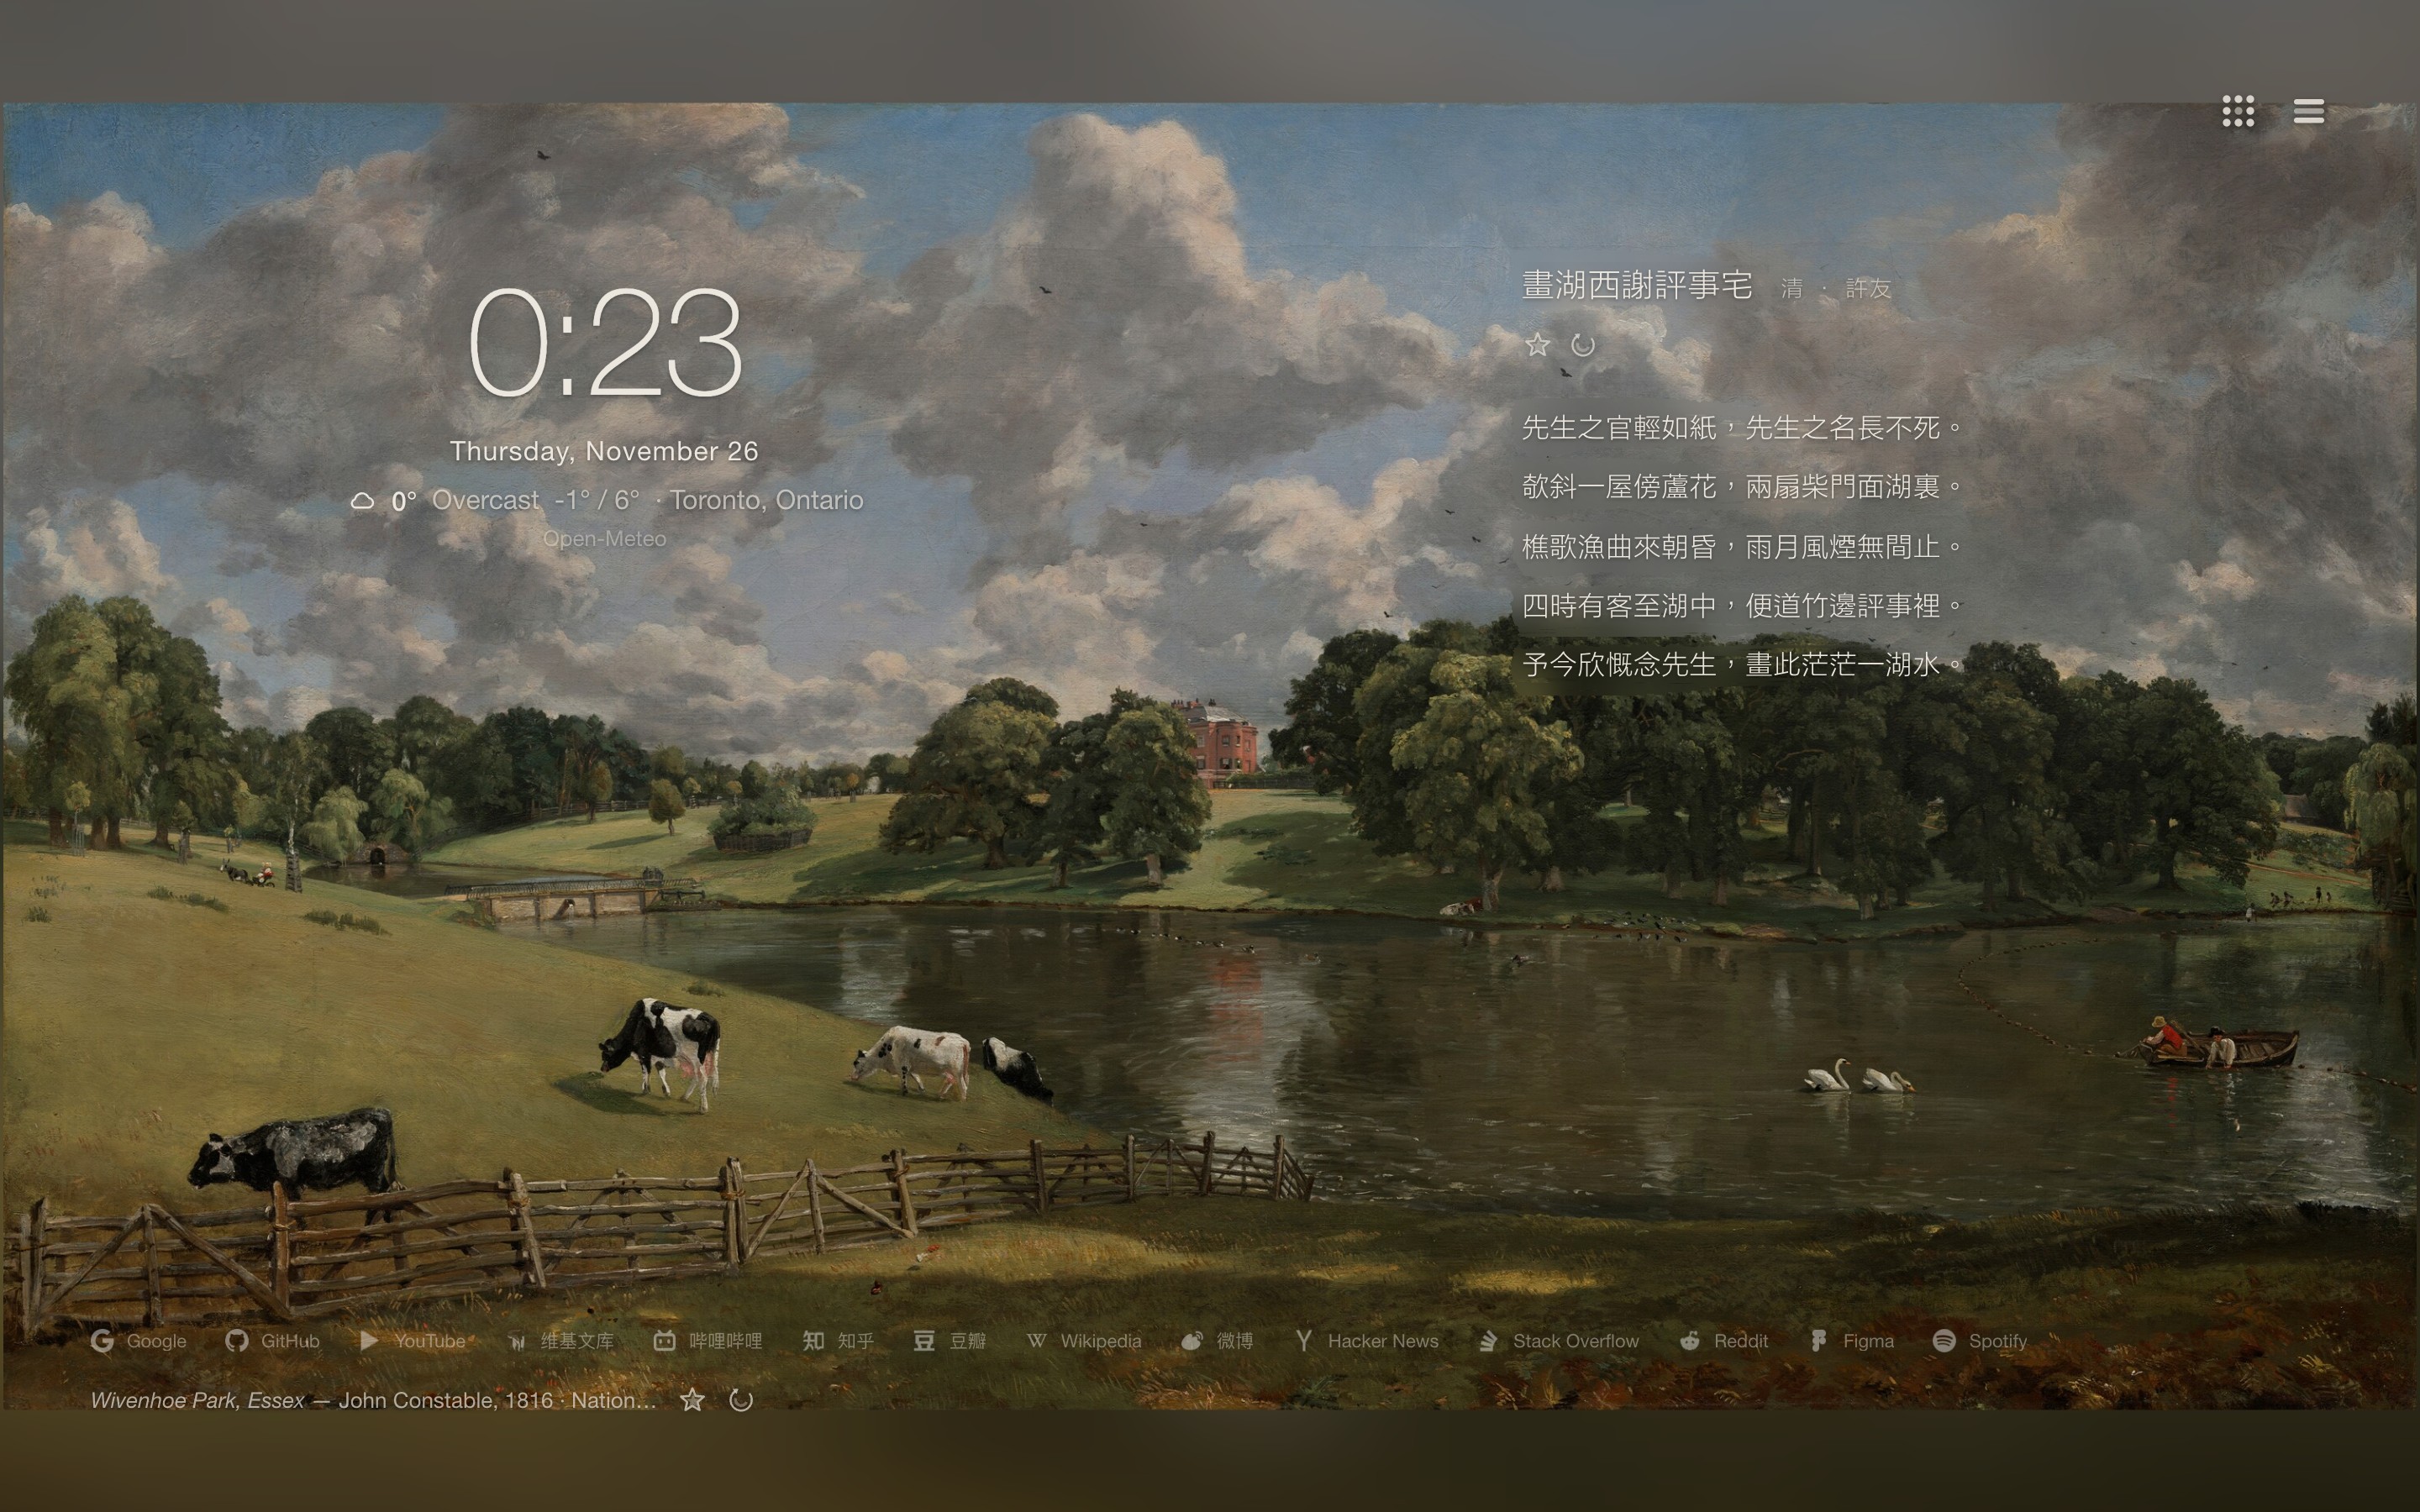 0:23
Thursday, November 26
0° Overcast -1° / 6° · Toronto, Ontario
Open-Meteo
畫湖西謝評事宅 清 · 許友
先生之官輕如紙，先生之名長不死。
欹斜一屋傍蘆花，兩扇柴門面湖裏。
樵歌漁曲來朝昏，雨月風煙無間止。
四時有客至湖中，便道竹邊評事裡。
予今欣慨念先生，畫此茫茫一湖水。
Google GitHub YouTube 维基文库 哔哩哔哩 知 知乎 豆 豆瓣 W Wikipedia 微博 Y Hacker News Stack Overflow Reddit Figma Spotify
Wivenhoe Park, Essex — John Constable, 1816 · Nation…